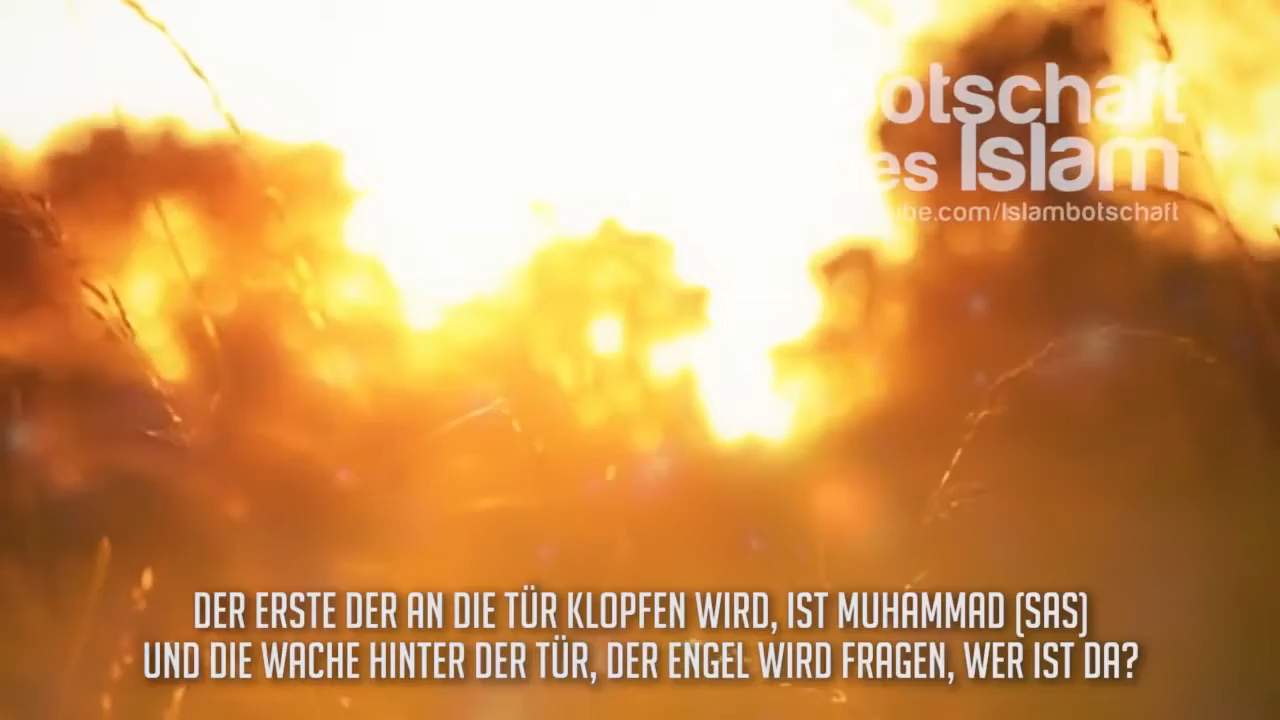 otschaft
es Islam
ube.com/Islambotschaft
DER ERSTE DER AN DIE TÜR KLOPFEN WIRD, IST MUHAMMAD (SAS)
UND DIE WACHE HINTER DER TÜR, DER ENGEL WIRD FRAGEN, WER IST DA?